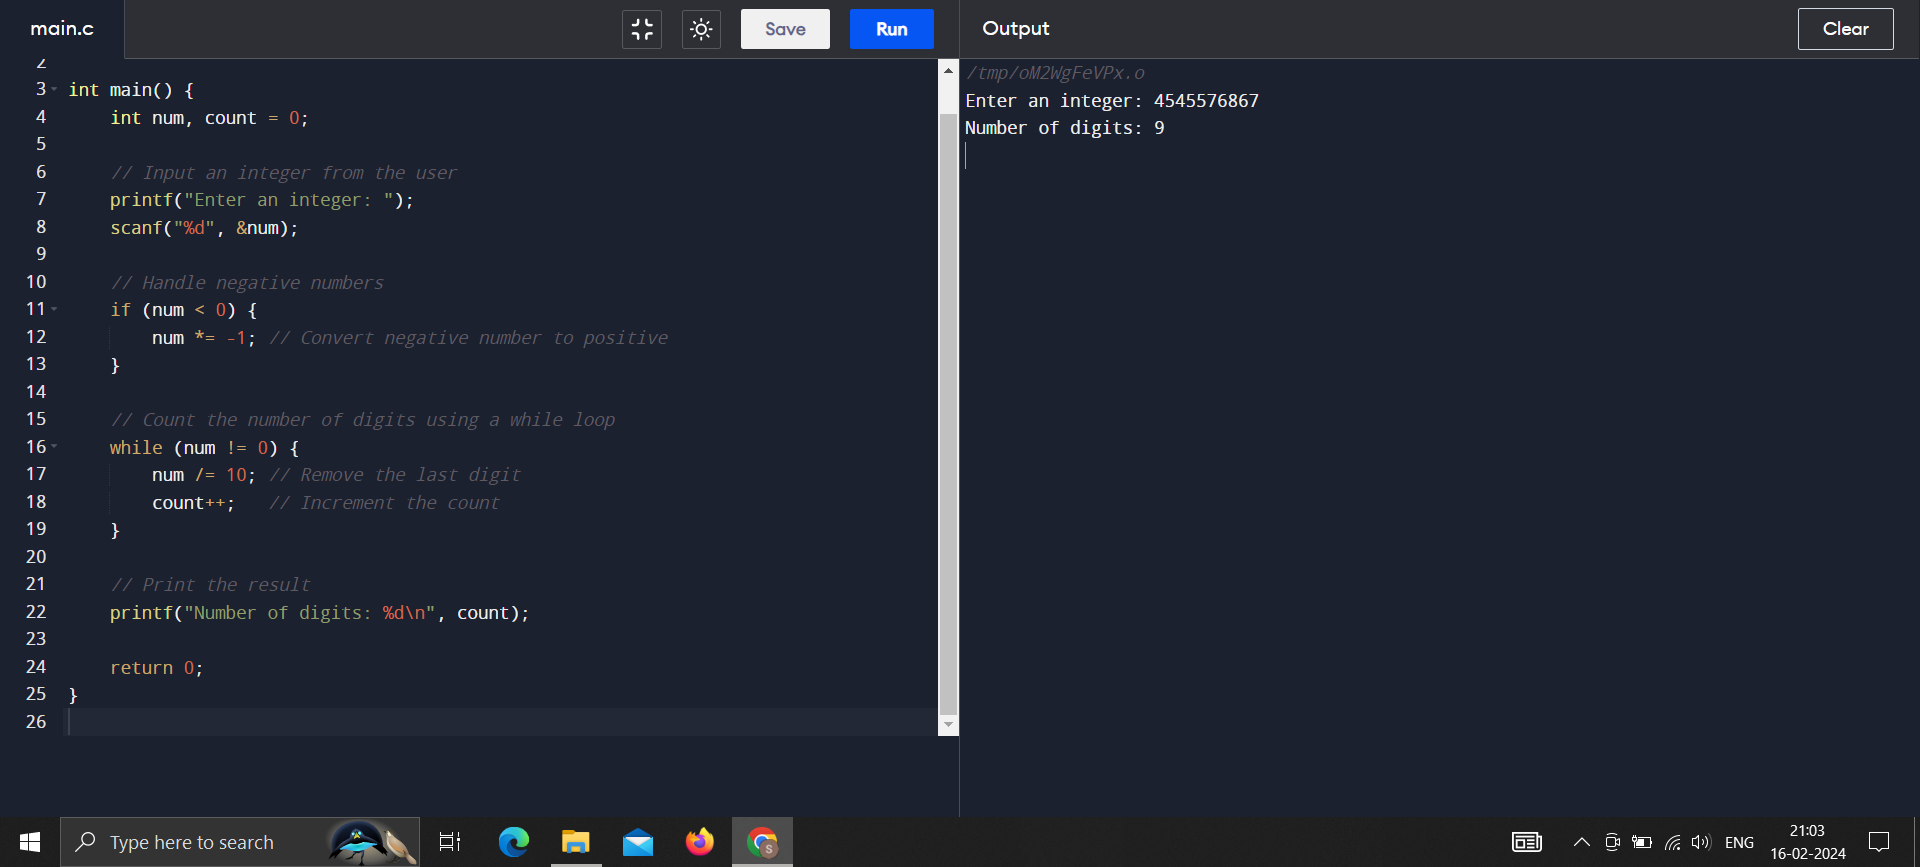 main.c
Save
Run
Output
Clear
2
3 int main() {
4     int num, count = 0;
5
6     // Input an integer from the user
7     printf("Enter an integer: ");
8     scanf("%d", &num);
9
10     // Handle negative numbers
11     if (num < 0) {
12         num *= -1; // Convert negative number to positive
13     }
14
15     // Count the number of digits using a while loop
16     while (num != 0) {
17         num /= 10; // Remove the last digit
18         count++;   // Increment the count
19     }
20
21     // Print the result
22     printf("Number of digits: %d\n", count);
23
24     return 0;
25 }
26
/tmp/oM2WgFeVPx.o
Enter an integer: 4545576867
Number of digits: 9
Type here to search
S
ENG
21:03
16-02-2024